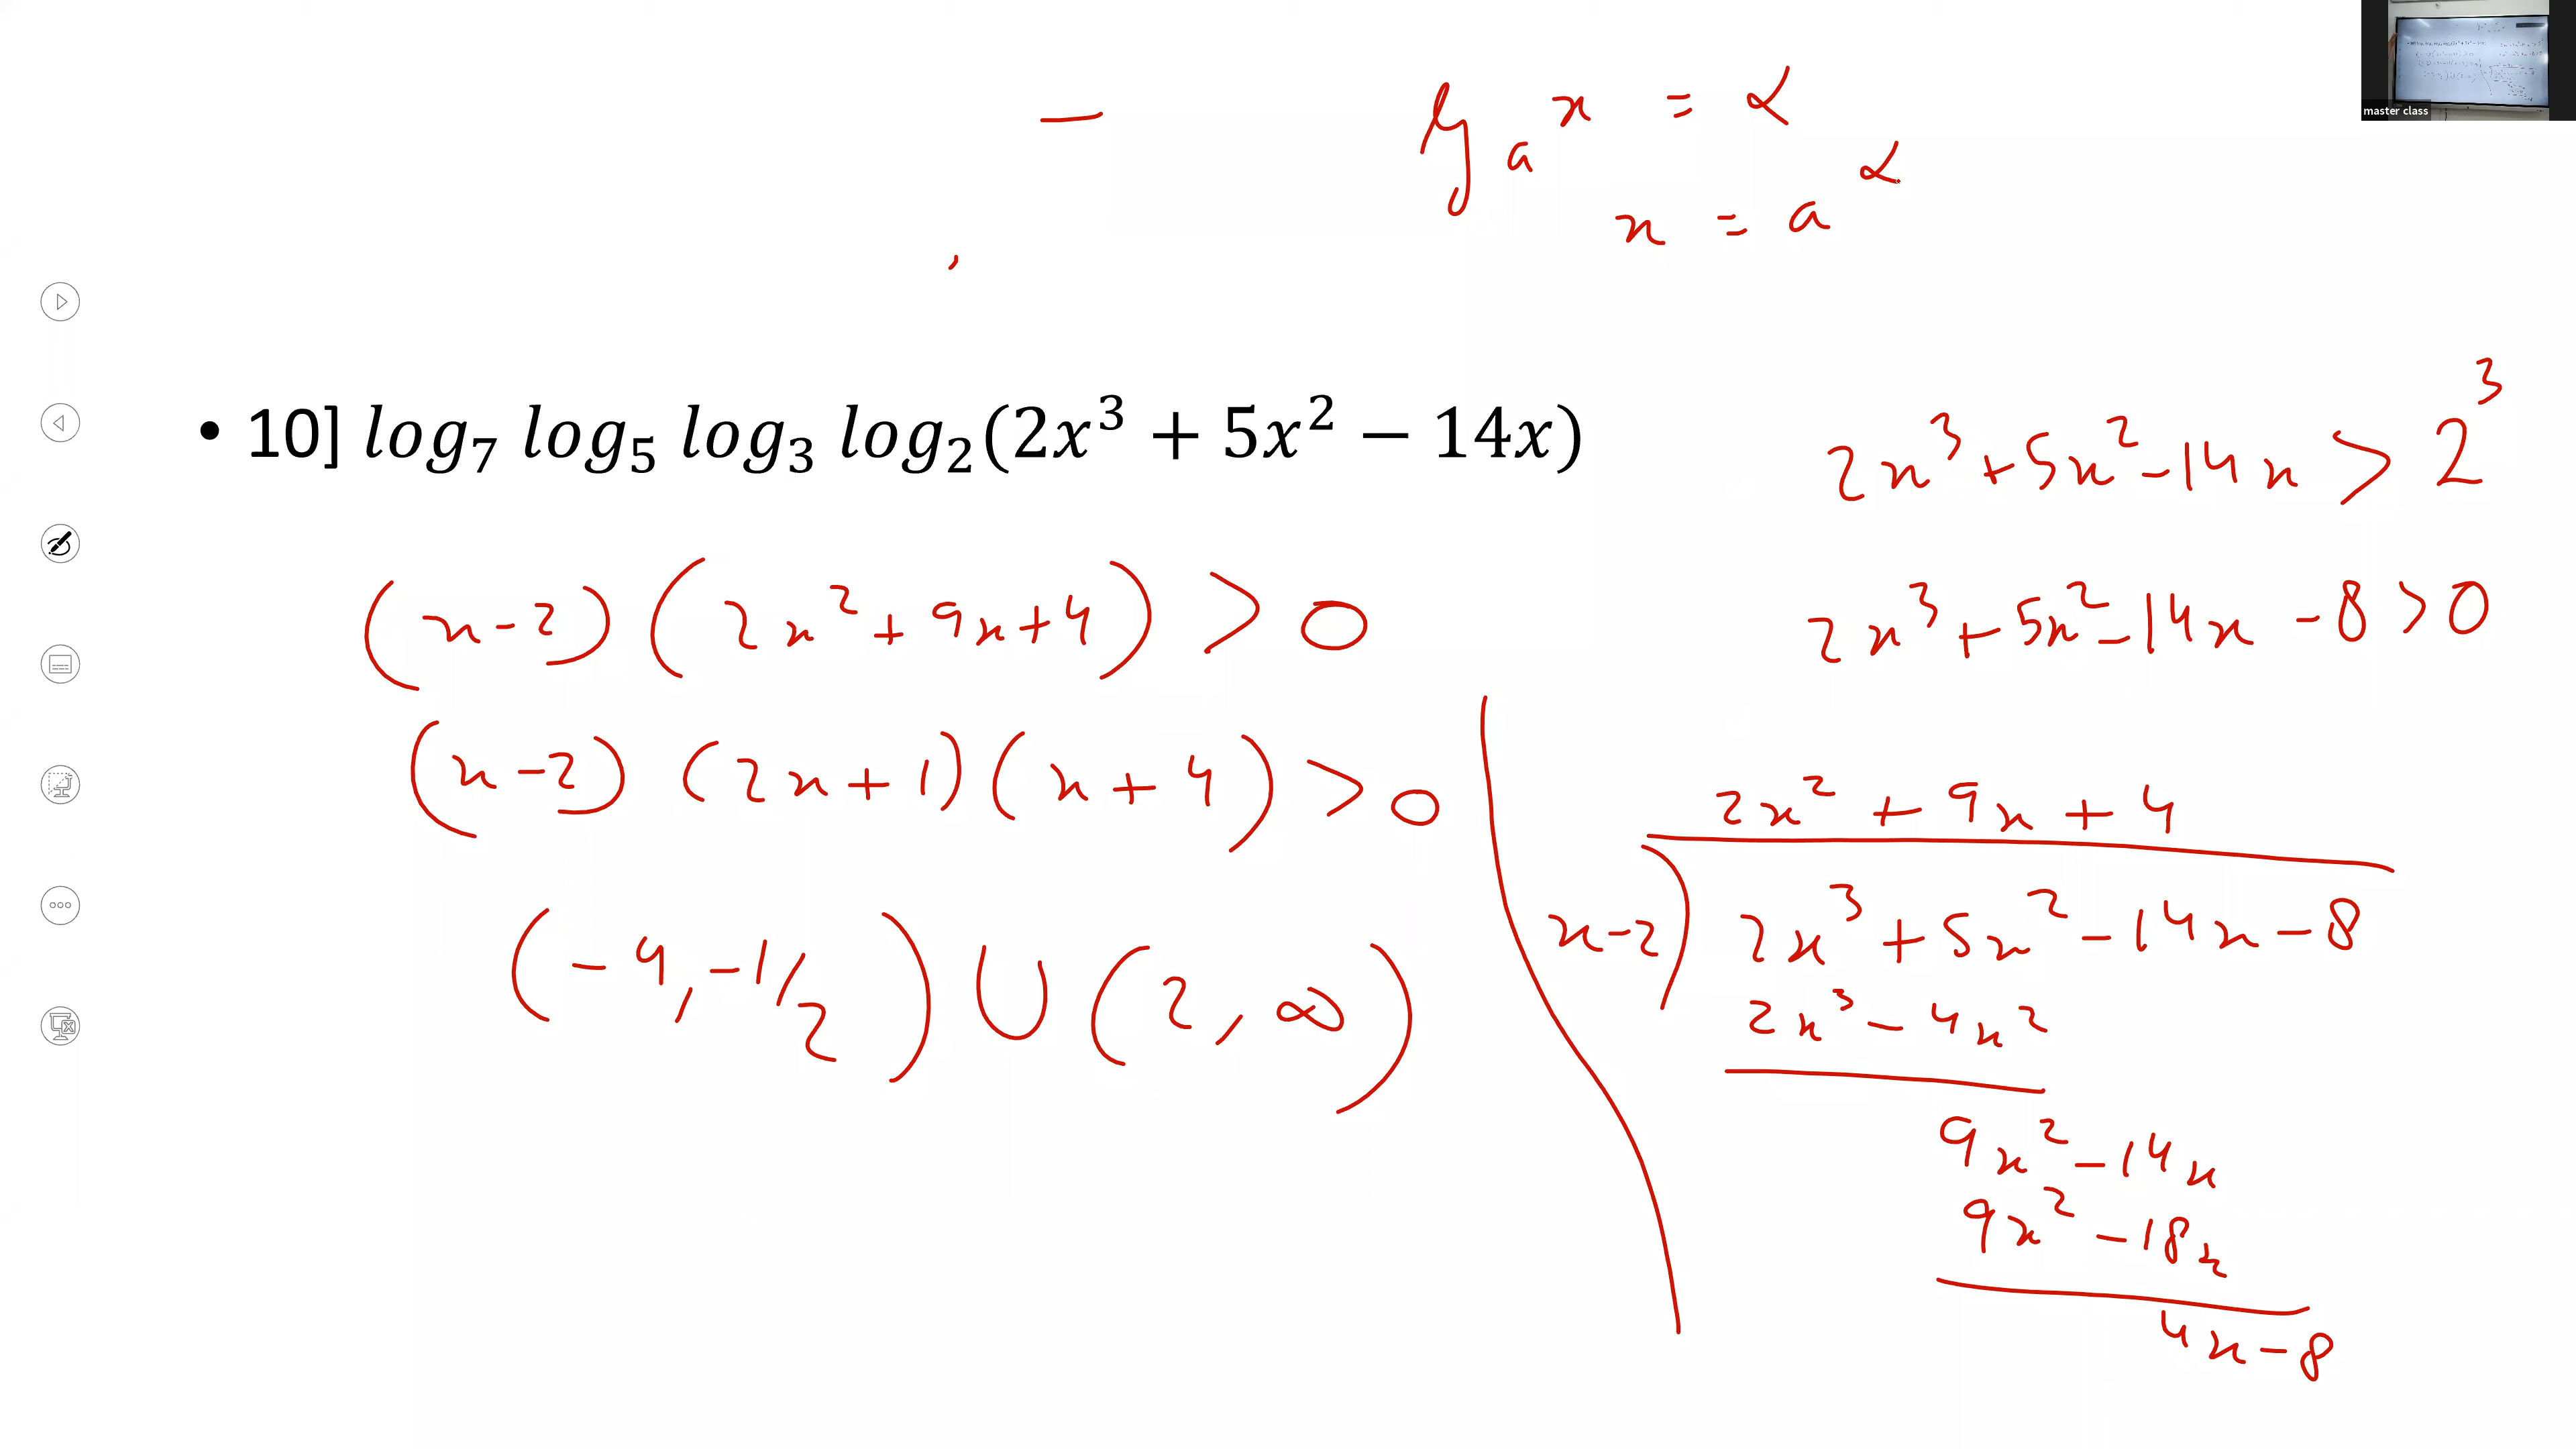 master class
log_a x = α
x = a^α
• 10] log₇ log₅ log₃ log₂(2x³ + 5x² − 14x)
2x³ + 5x² − 14x > 2³
(x−2)(2x² + 9x + 4) > 0
2x³ + 5x² − 14x − 8 > 0
(x−2)(2x+1)(x+4) > 0
(−4, −1/2) ∪ (2, ∞)
2x² + 9x + 4
x−2) 2x³ + 5x² − 14x − 8
2x³ − 4x²
9x² − 14x
9x² − 18x
4x − 8